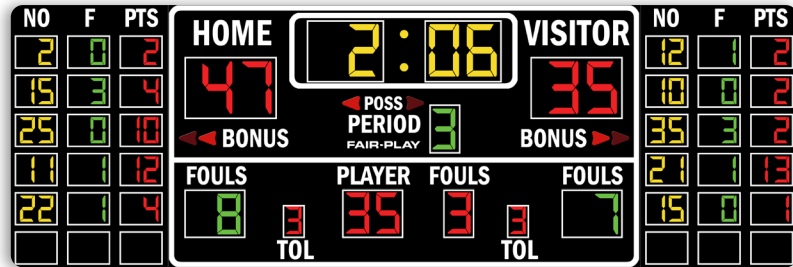 NO F PTS
2 0 2
15 3 4
25 0 10
11 1 12
22 1 4
HOME 2:06 VISITOR
47 35
POSS
PERIOD 3
FAIR-PLAY
BONUS BONUS
FOULS PLAYER FOULS FOULS
8 3 35 3 3 7
TOL TOL
NO F PTS
12 1 2
10 0 2
35 3 2
21 1 13
15 0 1